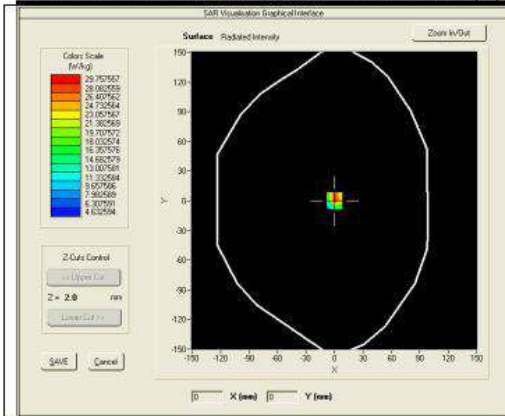 SAR Visualisation Graphical Interface
Surface Radiated Intensity
Zoom In/Out
Colors Scale
(W/kg)
29.757567
28.082559
26.407562
24.732564
23.057567
21.382569
19.707572
18.032574
16.357576
14.682579
13.007581
11.332584
9.657586
7.982589
6.307591
4.632594
150
120
90
60
30
0
-30
-60
-90
-120
-150
Y
-150 -120 -90 -60 -30 0 30 60 90 120 150
X
Z-Cuts Control
<< Upper Cut
Z = 2.0 mm
Lower Cut >>
SAVE
Cancel
0 X (mm) 0 Y (mm)